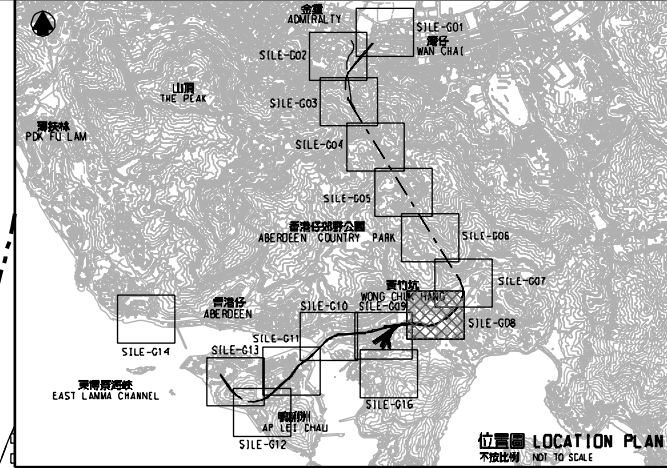 金鐘
ADMIRALTY
SILE-G01
灣仔
WAN CHAI
SILE-G02
山頂
THE PEAK
SILE-G03
薄扶林
POK FU LAM
SILE-G04
SILE-G05
香港仔郊野公園
ABERDEEN COUNTRY PARK
SILE-G06
SILE-G07
黃竹坑
WONG CHUK HANG
香港仔
ABERDEEN
SILE-G10
SILE-G09
SILE-G08
SILE-G11
SILE-G14
SILE-G13
東博寮海峽
EAST LAMMA CHANNEL
SILE-G16
鴨脷洲
AP LEI CHAU
SILE-G12
位置圖 LOCATION PLAN
不按比例 NOT TO SCALE